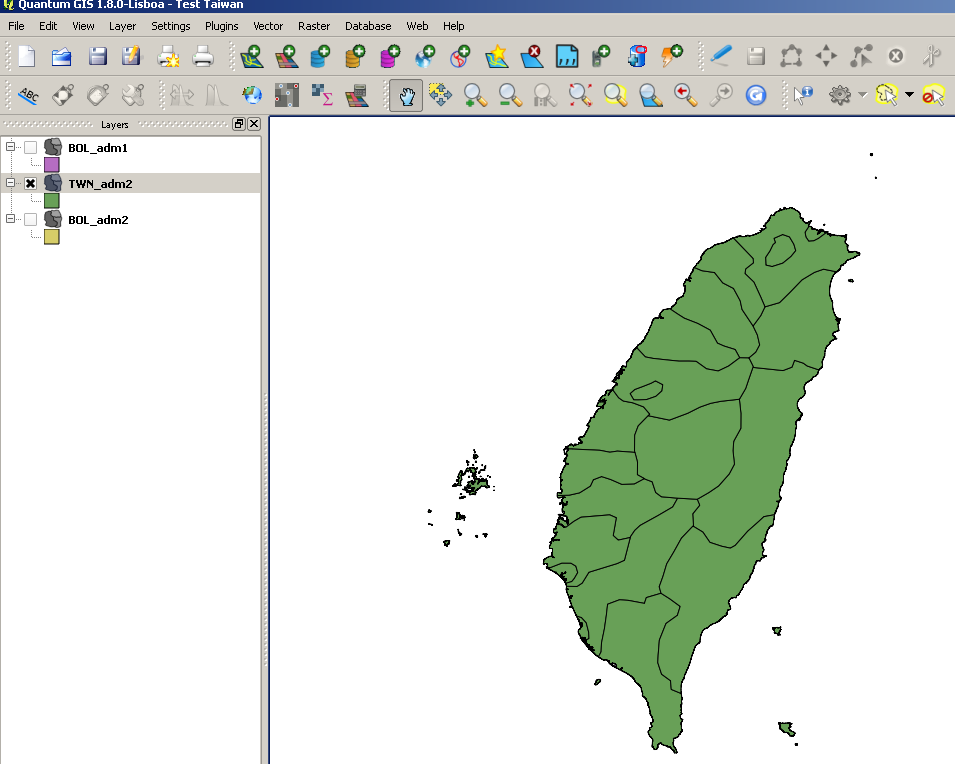 Quantum GIS 1.8.0-Lisboa - Test Taiwan
File Edit View Layer Settings Plugins Vector Raster Database Web Help
ABC
Layers
BOL_adm1
TWN_adm2
BOL_adm2